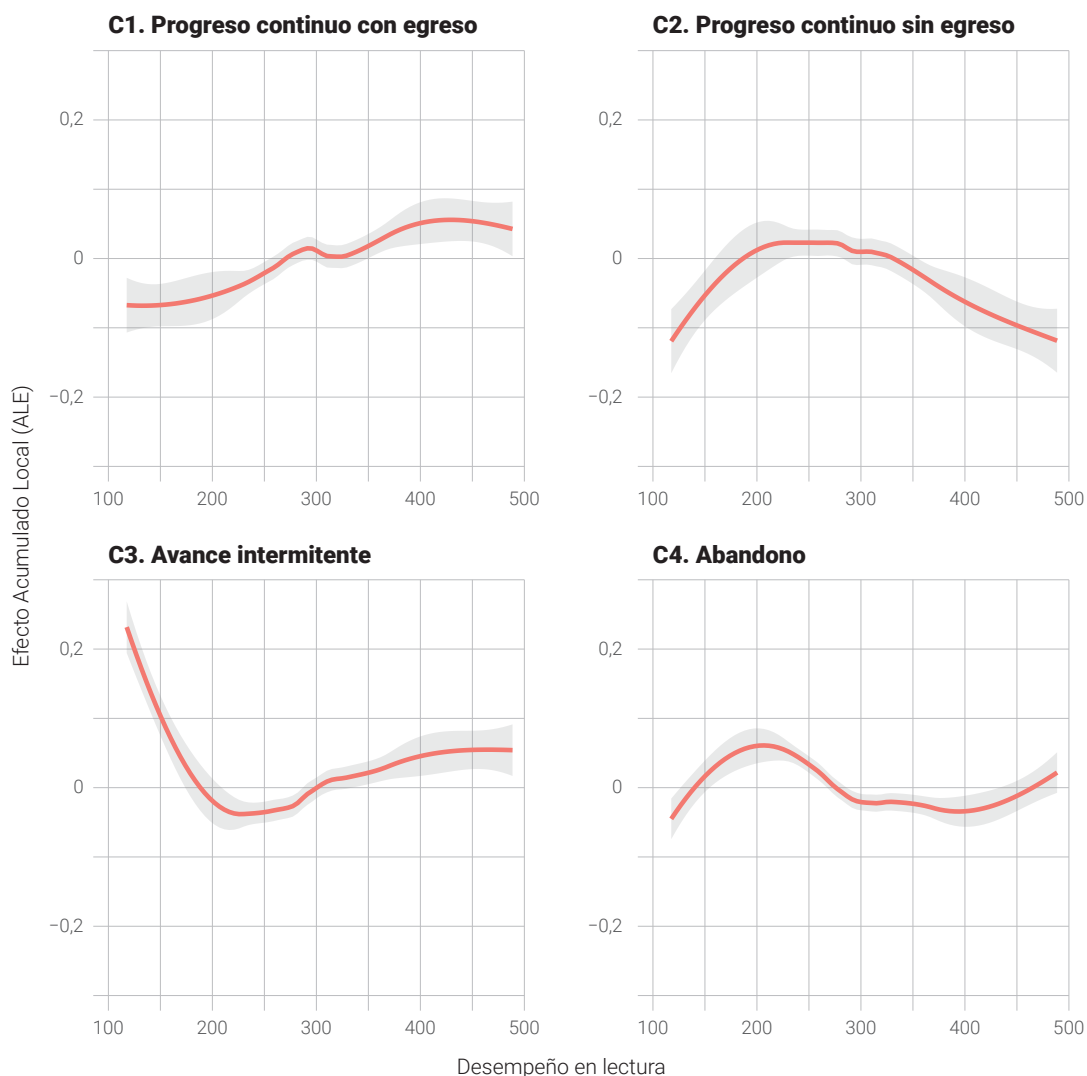 C1. Progreso continuo con egreso
C2. Progreso continuo sin egreso
0,2
0
−0,2
100 200 300 400 500
0,2
0
−0,2
100 200 300 400 500
Efecto Acumulado Local (ALE)
C3. Avance intermitente
C4. Abandono
0,2
0
−0,2
100 200 300 400 500
0,2
0
−0,2
100 200 300 400 500
Desempeño en lectura